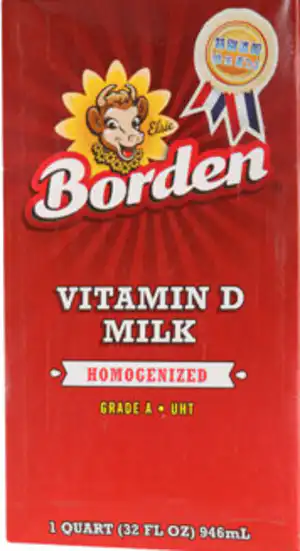 Elsie
Borden
VITAMIN D
MILK
HOMOGENIZED
GRADE A • UHT
1 QUART (32 FL OZ) 946mL